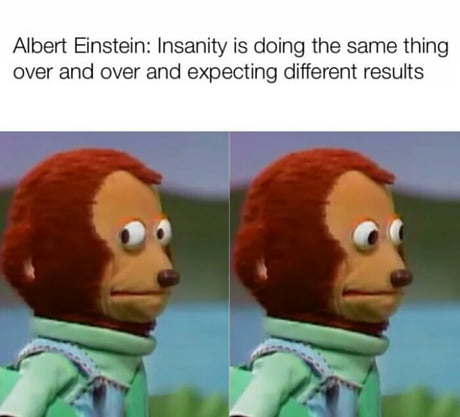 Albert Einstein: Insanity is doing the same thing
over and over and expecting different results